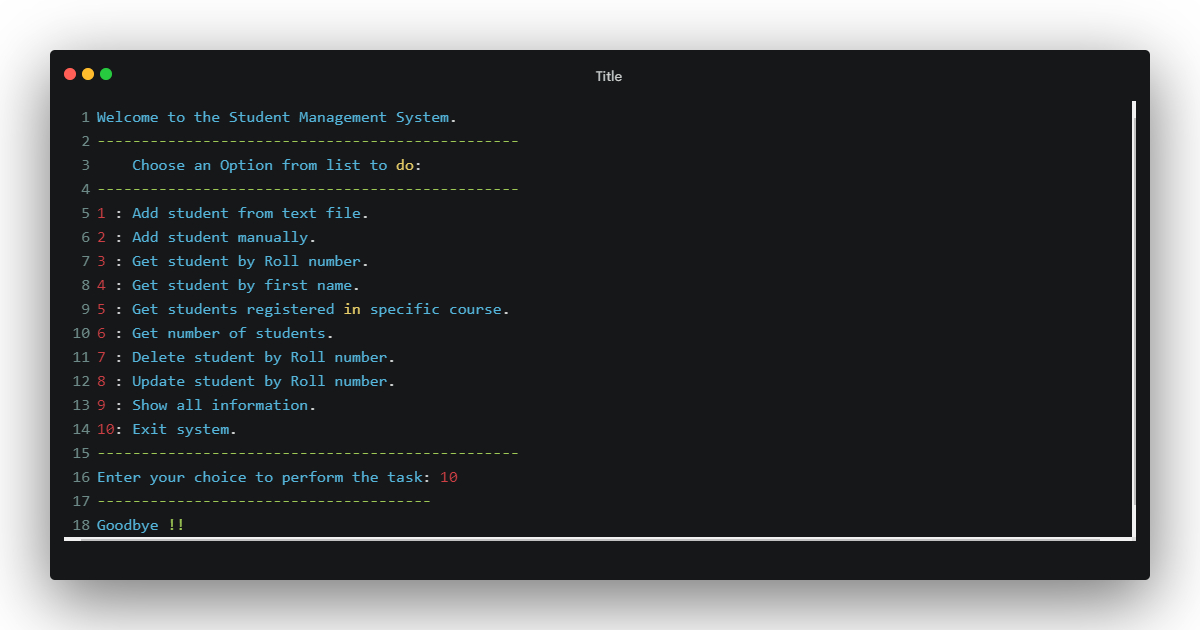 Title
1 Welcome to the Student Management System.
2 ------------------------------------------------
3     Choose an Option from list to do:
4 ------------------------------------------------
5 1 : Add student from text file.
6 2 : Add student manually.
7 3 : Get student by Roll number.
8 4 : Get student by first name.
9 5 : Get students registered in specific course.
10 6 : Get number of students.
11 7 : Delete student by Roll number.
12 8 : Update student by Roll number.
13 9 : Show all information.
14 10: Exit system.
15 ------------------------------------------------
16 Enter your choice to perform the task: 10
17 --------------------------------------
18 Goodbye !!